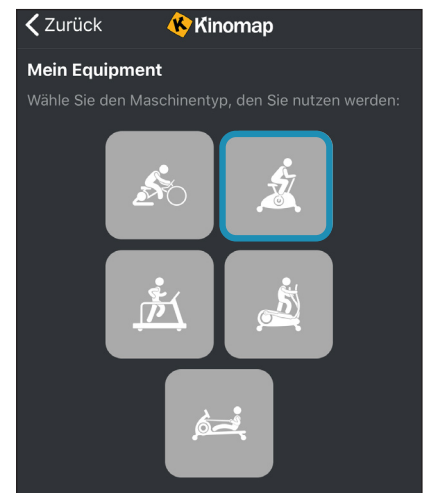 Zurück
Kinomap
Mein Equipment
Wähle Sie den Maschinentyp, den Sie nutzen werden: